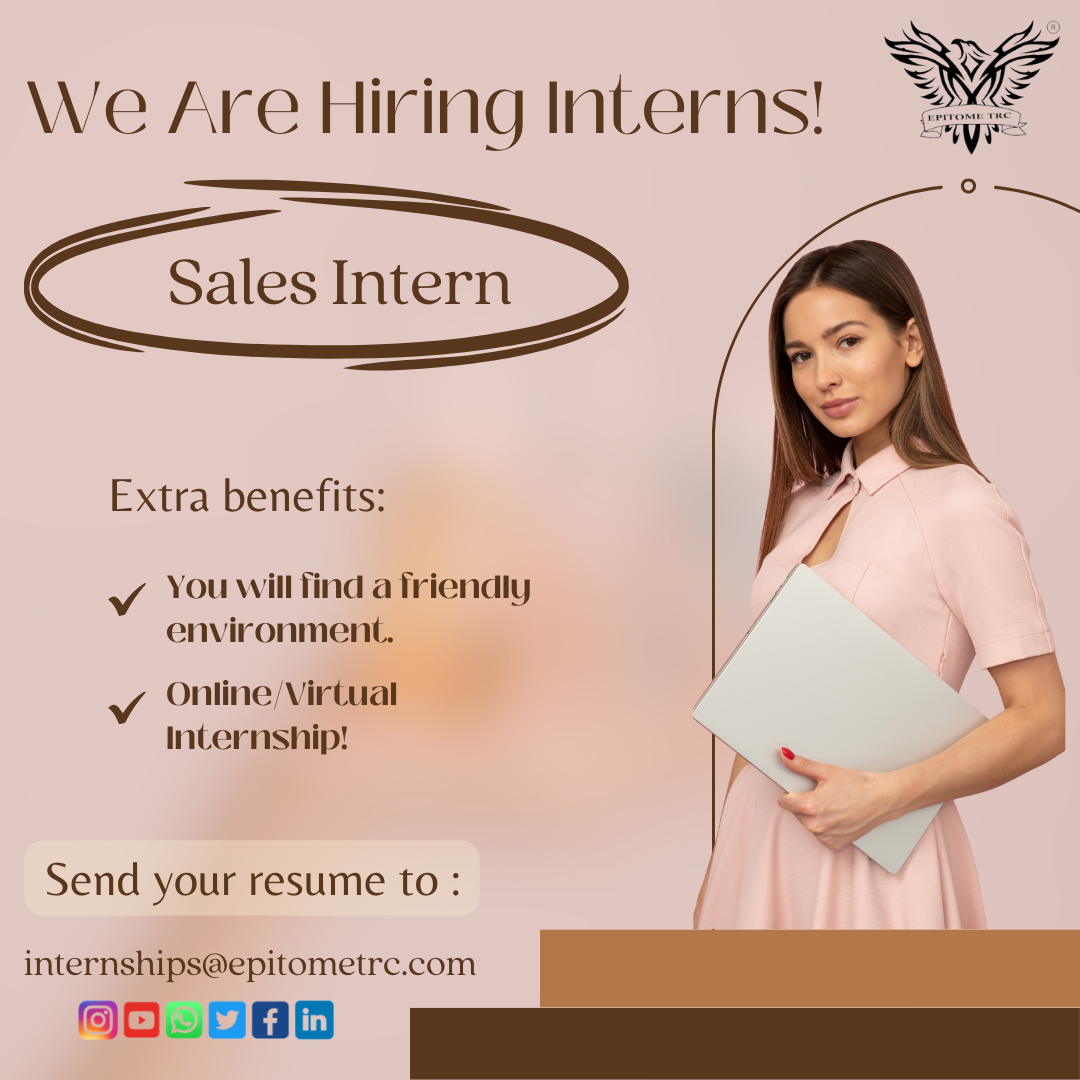 We Are Hiring Interns!
®
EPITOME TRC
Sales Intern
Extra benefits:
You will find a friendly
environment.
Online/Virtual
Internship!
Send your resume to :
internships@epitometrc.com